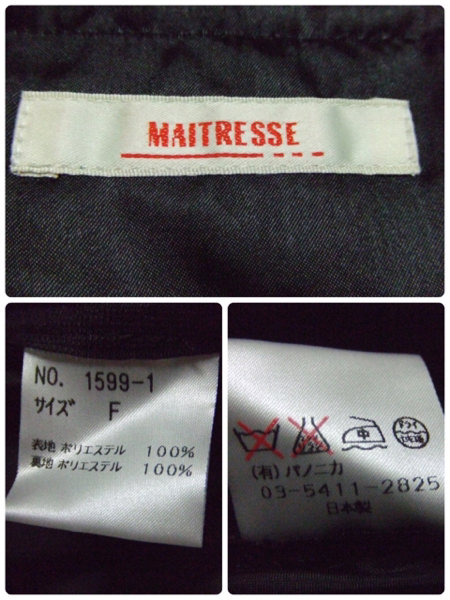 MAITRESSE
NO. 1599-1
サイズ F
表地 ポリエステル 100%
裏地 ポリエステル 100%
中 ドライ
(有) パノニカ
03-5411-2825
日本製